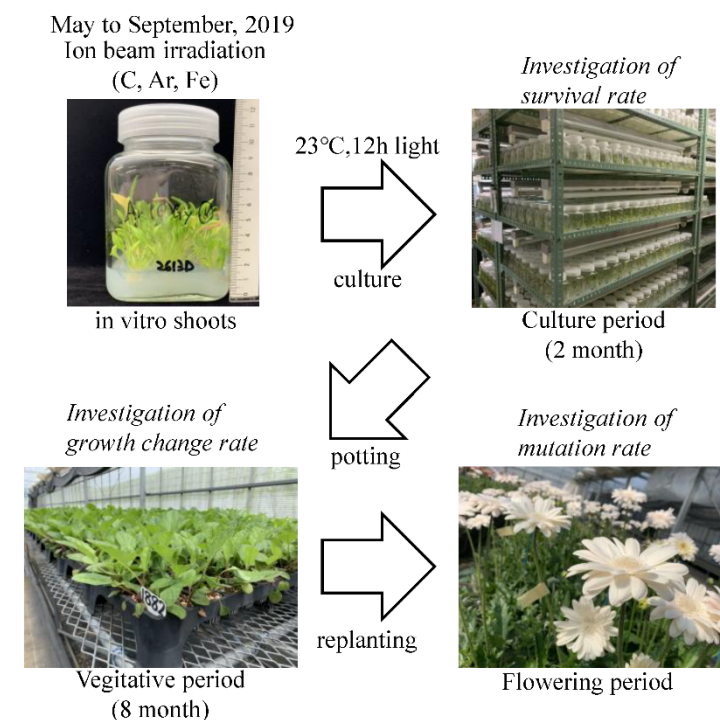 May to September, 2019
Ion beam irradiation
(C, Ar, Fe)
2613D
in vitro shoots
23℃,12h light
culture
Investigation of
survival rate
Culture period
(2 month)
potting
Investigation of
growth change rate
1882
Vegitative period
(8 month)
replanting
Investigation of
mutation rate
Flowering period